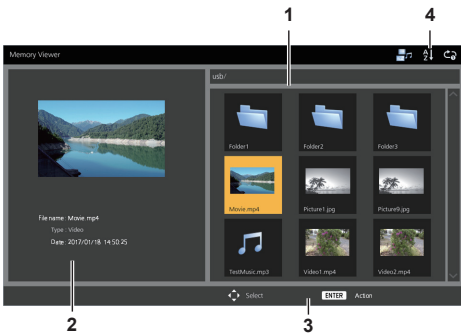 1
4
Memory Viewer
A
Z
usb/
Folder1
Folder2
Folder3
Movie.mp4
Picture1.jpg
Picture9.jpg
File name : Movie.mp4
Type : Video
Date : 2017/01/18 14:50:25
TestMusic.mp3
Video1.mp4
Video2.mp4
Select
ENTER
Action
2
3